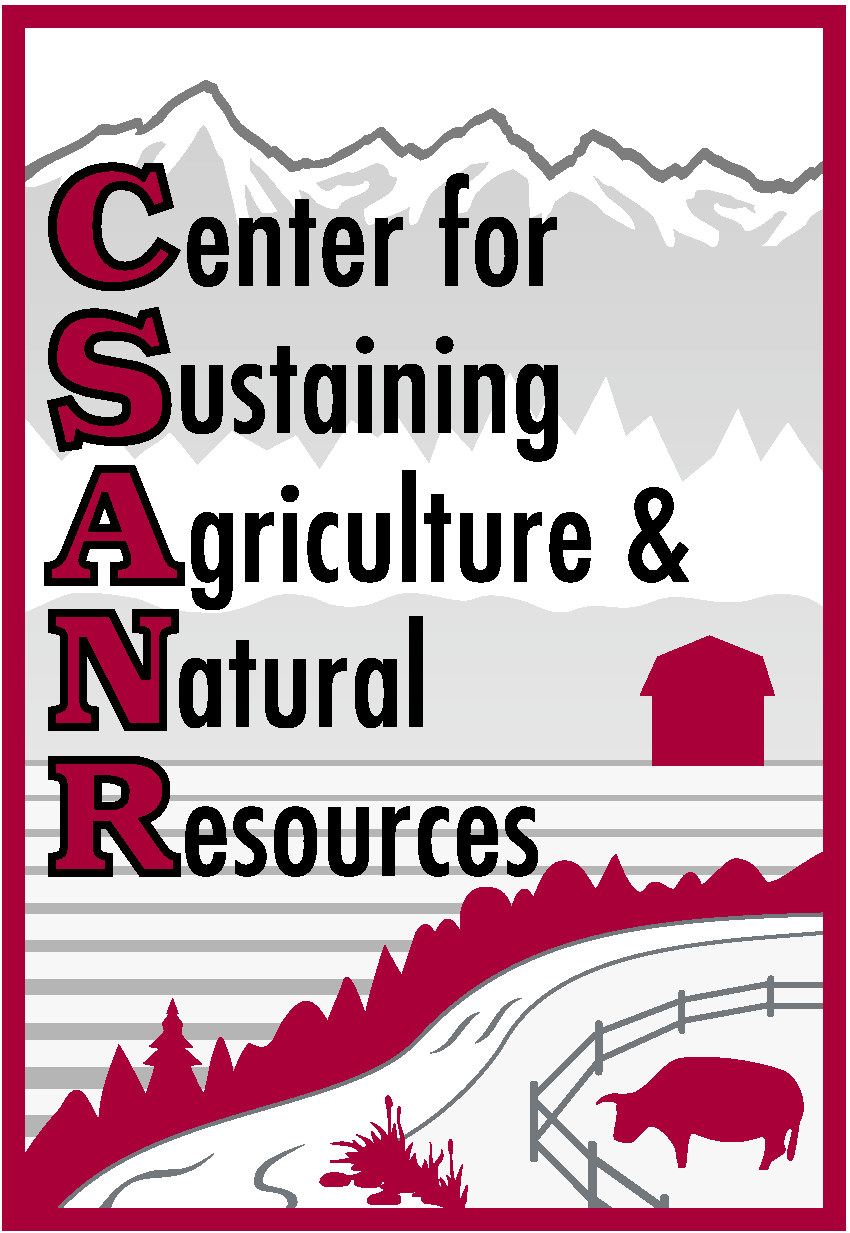 Center for
Sustaining
Agriculture &
Natural
Resources